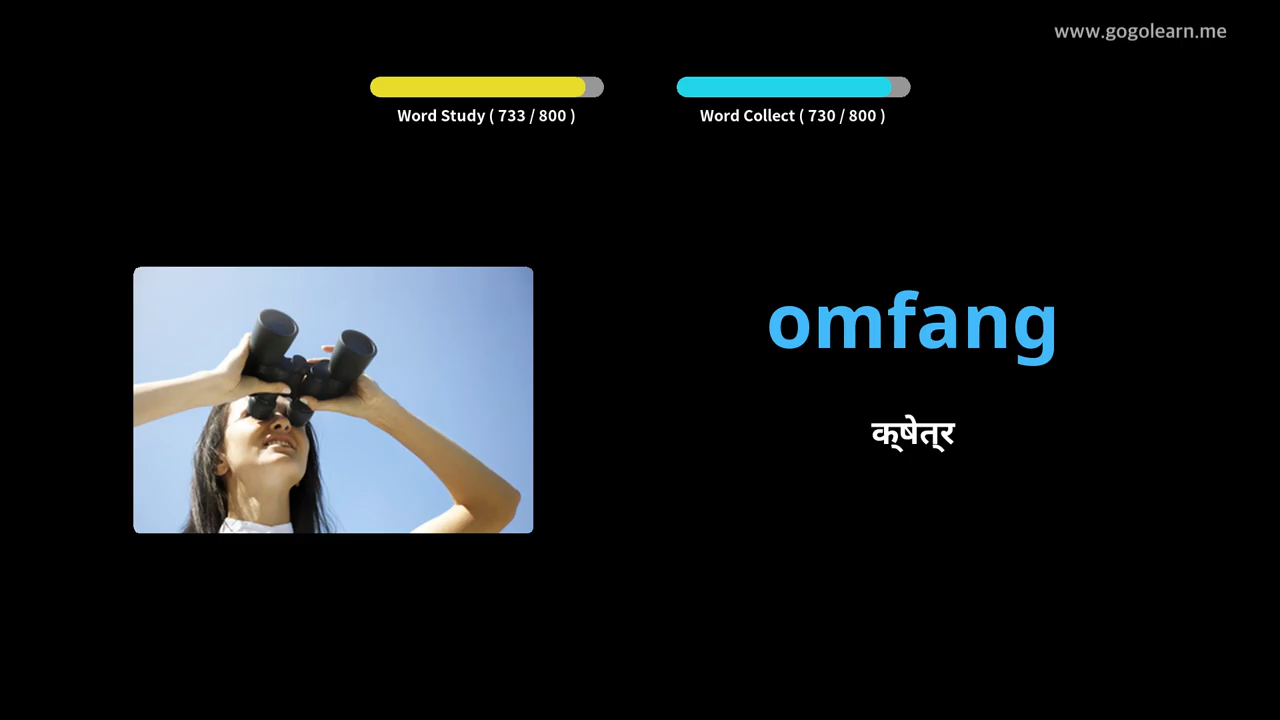 www.gogolearn.me
Word Study ( 733 / 800 )
Word Collect ( 730 / 800 )
omfang
क्षेत्र